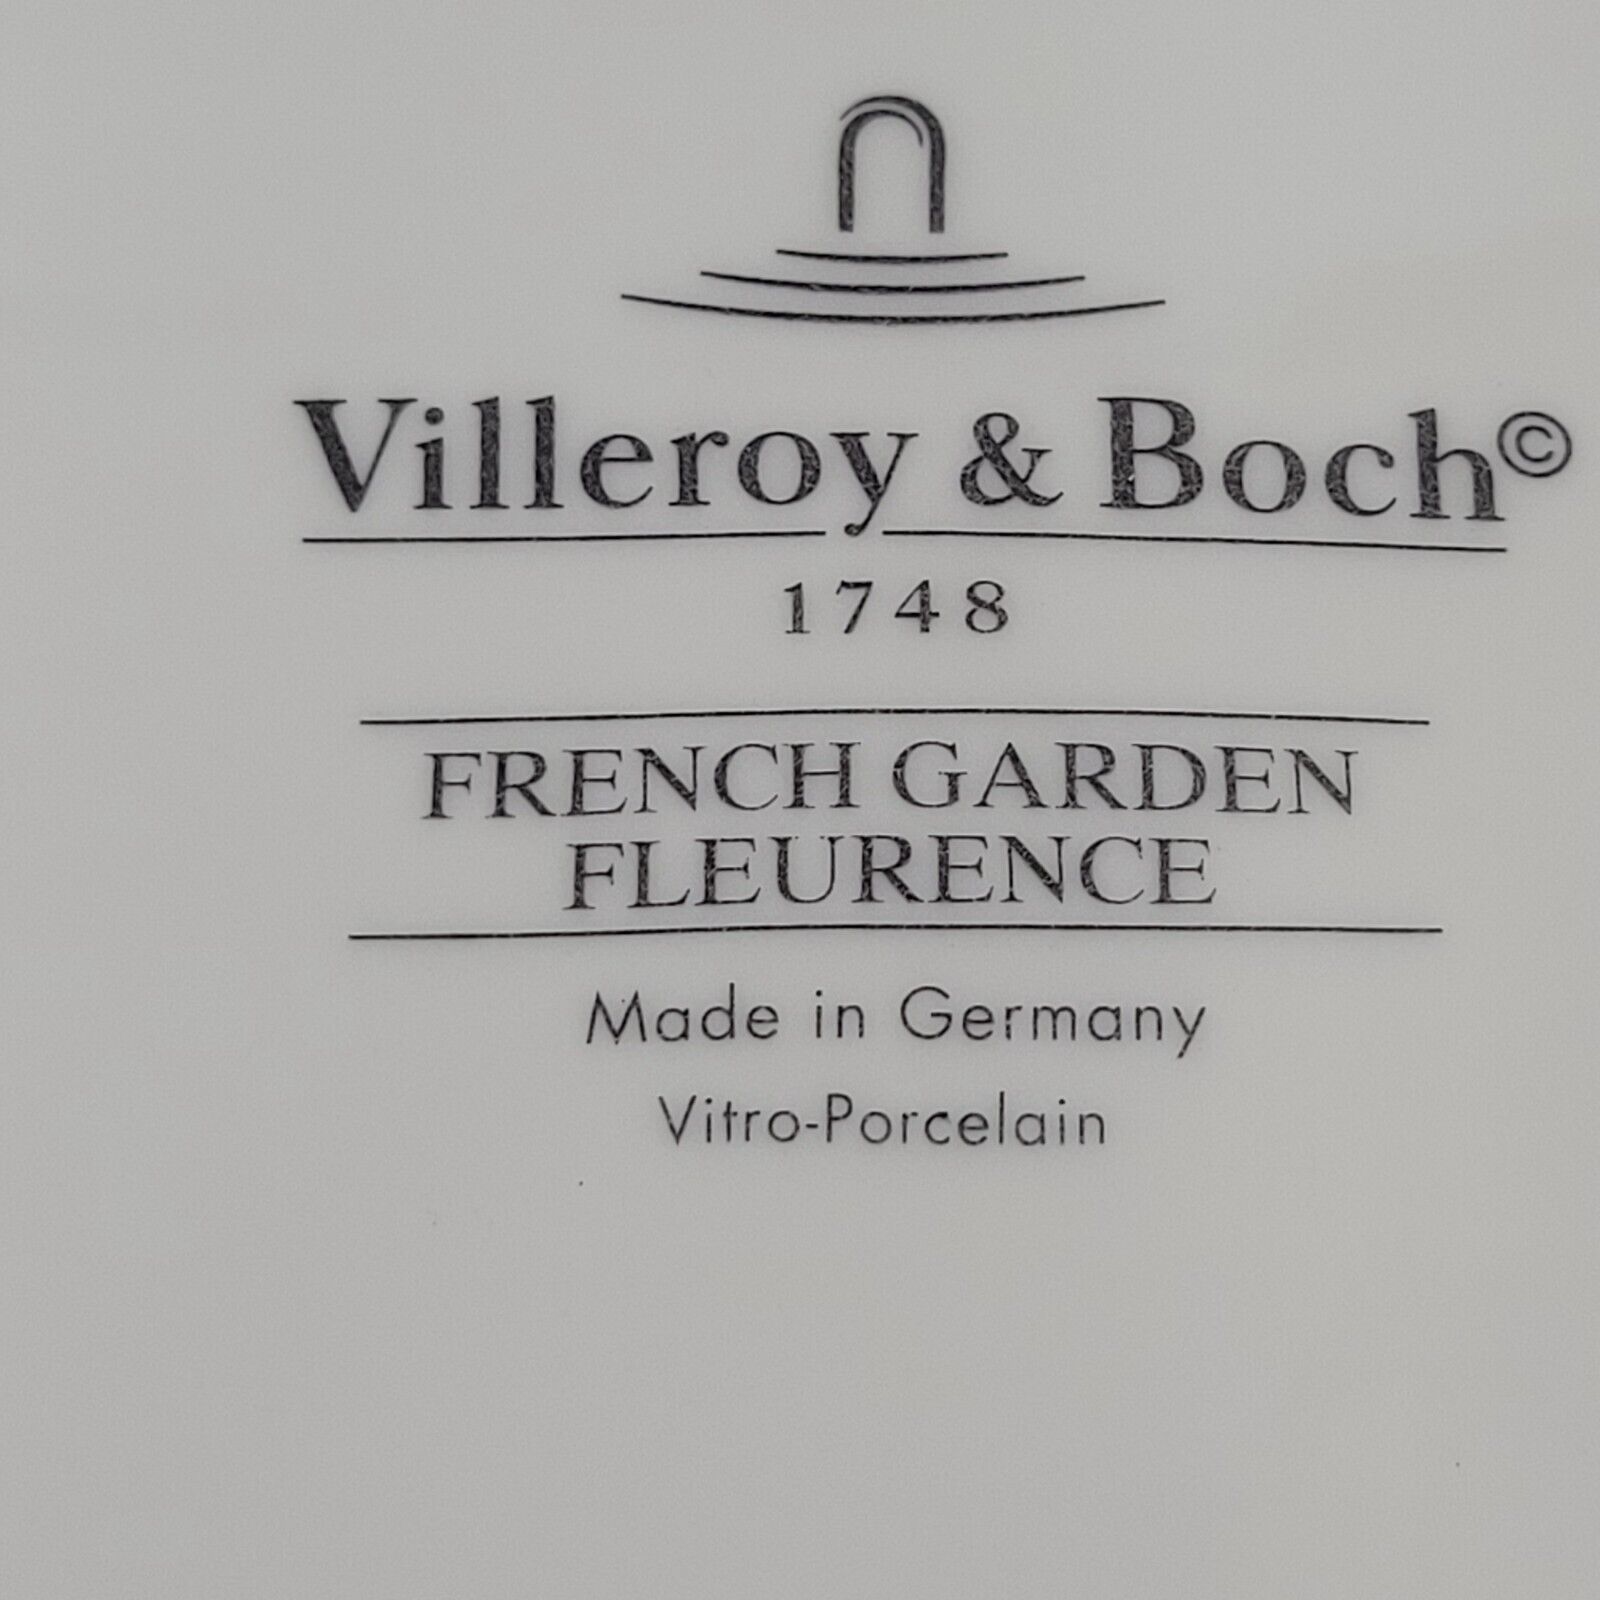 Villeroy & Boch©
1748
FRENCH GARDEN
FLEURENCE
Made in Germany
Vitro-Porcelain